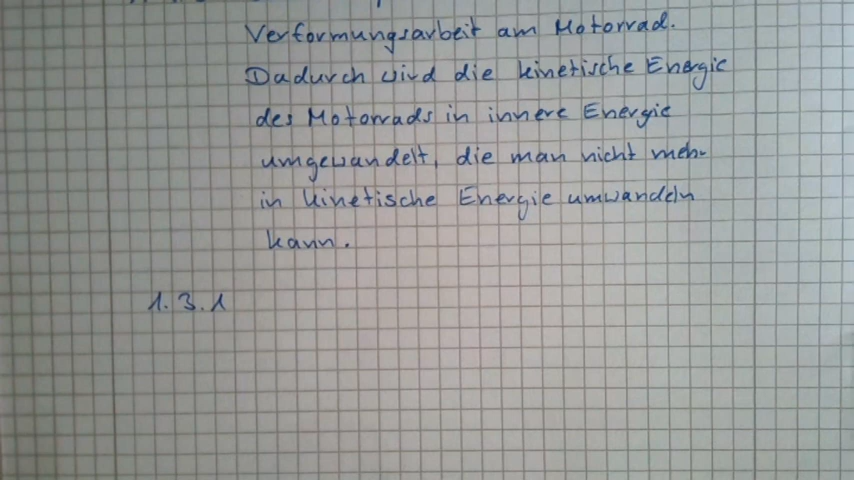 Verformungsarbeit am Motorrad.
Dadurch wird die kinetische Energie
des Motorrads in innere Energie
umgewandelt, die man nicht mehr
in kinetische Energie umwandeln
kann.
1.3.1